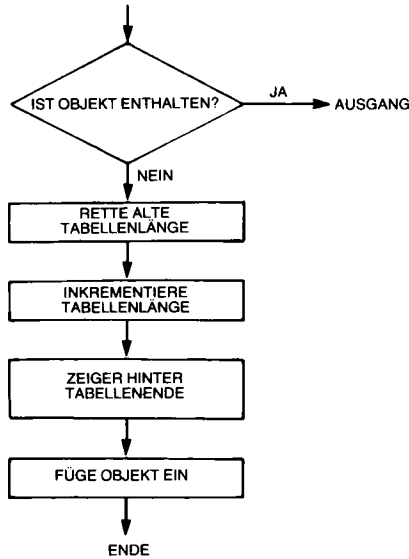 IST OBJEKT ENTHALTEN?
JA
AUSGANG
NEIN
RETTE ALTE
TABELLENLÄNGE
INKREMENTIERE
TABELLENLÄNGE
ZEIGER HINTER
TABELLENENDE
FÜGE OBJEKT EIN
ENDE